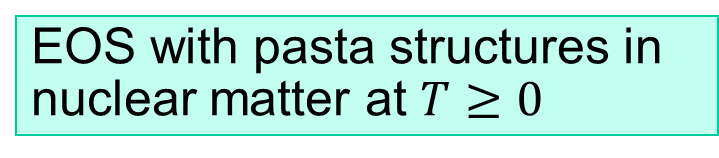 EOS with pasta structures in
nuclear matter at T ≥ 0